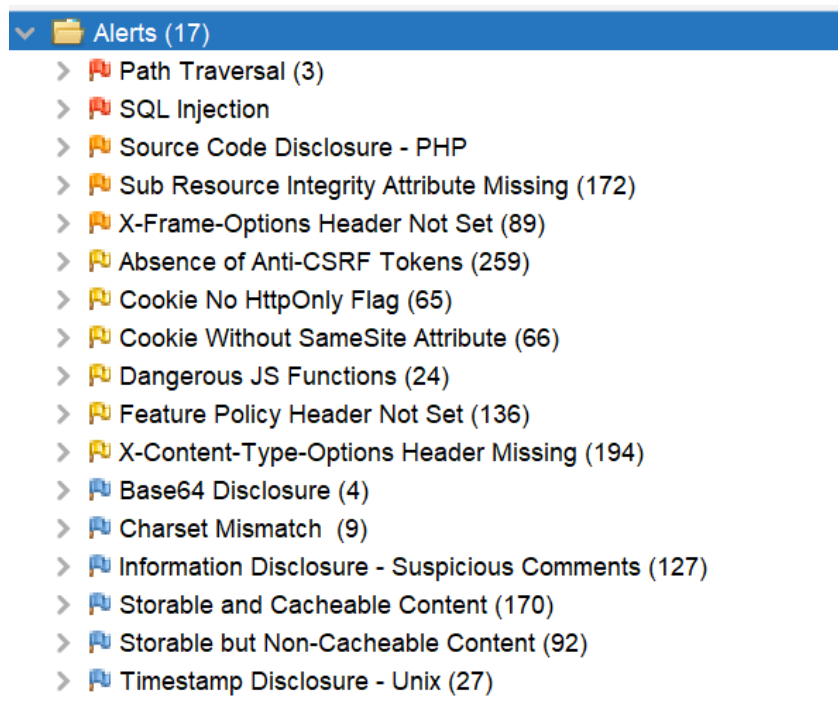 Alerts (17)
Path Traversal (3)
SQL Injection
Source Code Disclosure - PHP
Sub Resource Integrity Attribute Missing (172)
X-Frame-Options Header Not Set (89)
Absence of Anti-CSRF Tokens (259)
Cookie No HttpOnly Flag (65)
Cookie Without SameSite Attribute (66)
Dangerous JS Functions (24)
Feature Policy Header Not Set (136)
X-Content-Type-Options Header Missing (194)
Base64 Disclosure (4)
Charset Mismatch (9)
Information Disclosure - Suspicious Comments (127)
Storable and Cacheable Content (170)
Storable but Non-Cacheable Content (92)
Timestamp Disclosure - Unix (27)